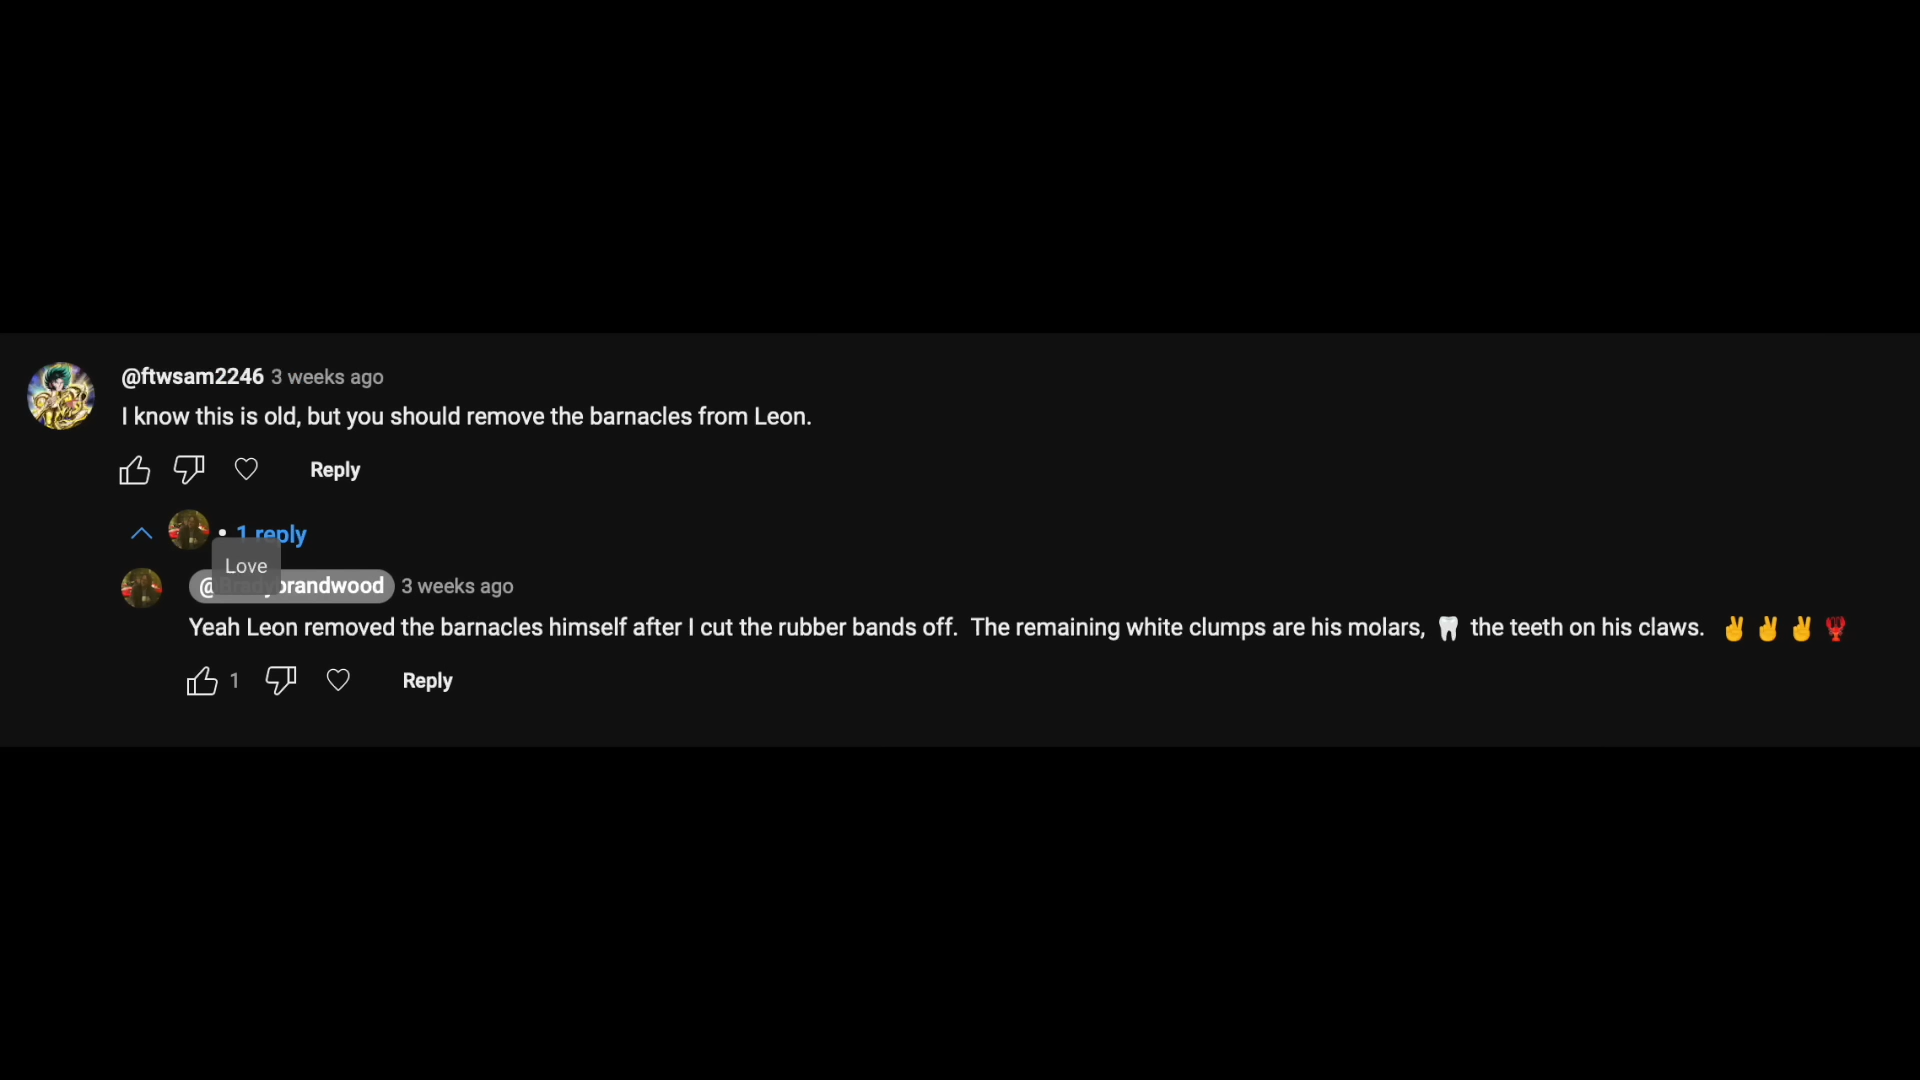 @ftwsam2246 3 weeks ago
I know this is old, but you should remove the barnacles from Leon.
Reply
1 reply
Love
@Bradybrandwood 3 weeks ago
Yeah Leon removed the barnacles himself after I cut the rubber bands off. The remaining white clumps are his molars, 🦷 the teeth on his claws. ✌️ ✌️ ✌️ 🦞
1 Reply